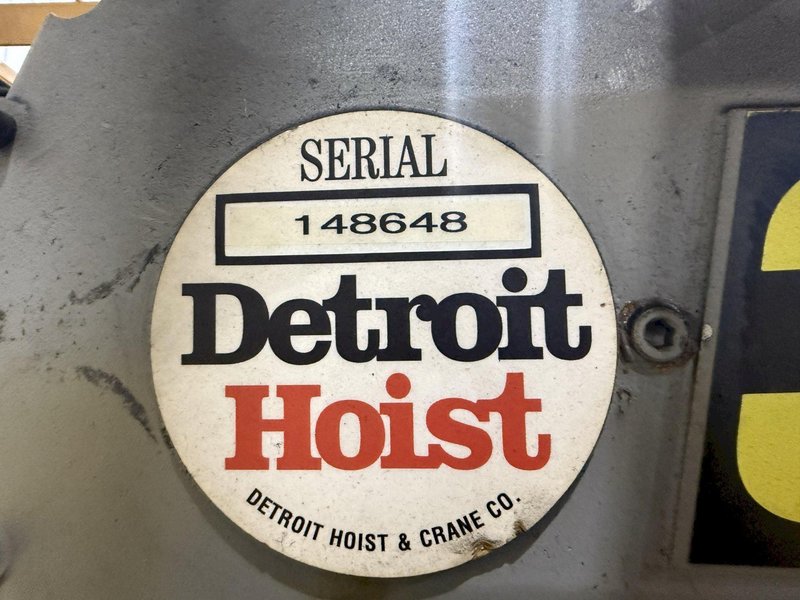 SERIAL
148648
Detroit
Hoist
DETROIT HOIST & CRANE CO.